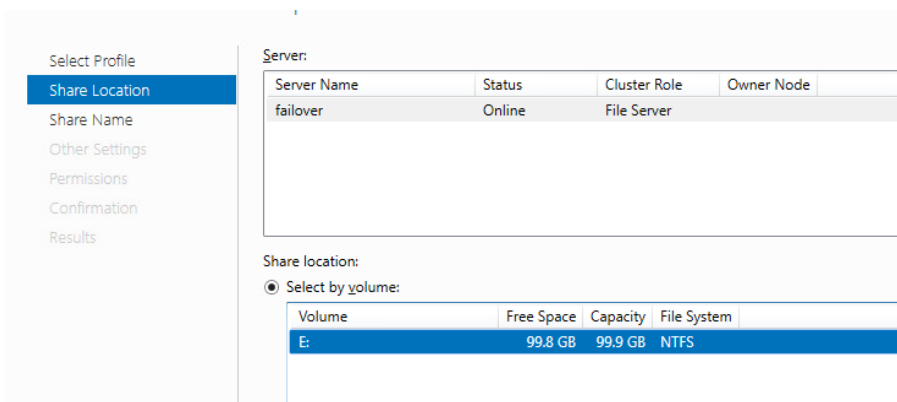 Select Profile
Share Location
Share Name
Other Settings
Permissions
Confirmation
Results
Server:
Server Name Status Cluster Role Owner Node
failover Online File Server
Share location:
Select by volume:
Volume Free Space Capacity File System
E: 99.8 GB 99.9 GB NTFS